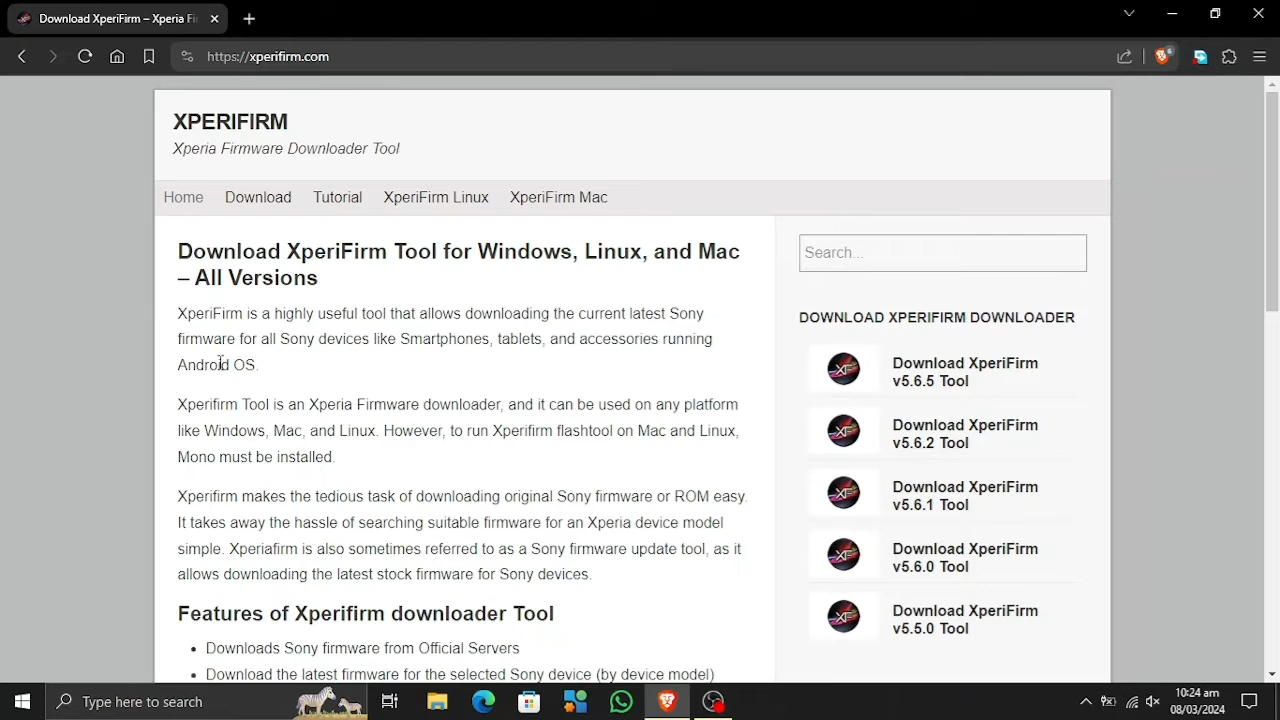 Download XperiFirm – Xperia Fi
https://xperifirm.com
XPERIFIRM
Xperia Firmware Downloader Tool
Home Download Tutorial XperiFirm Linux XperiFirm Mac
Download XperiFirm Tool for Windows, Linux, and Mac
– All Versions
XperiFirm is a highly useful tool that allows downloading the current latest Sony
firmware for all Sony devices like Smartphones, tablets, and accessories running
Android OS.
Xperifirm Tool is an Xperia Firmware downloader, and it can be used on any platform
like Windows, Mac, and Linux. However, to run Xperifirm flashtool on Mac and Linux,
Mono must be installed.
Xperifirm makes the tedious task of downloading original Sony firmware or ROM easy.
It takes away the hassle of searching suitable firmware for an Xperia device model
simple. Xperiafirm is also sometimes referred to as a Sony firmware update tool, as it
allows downloading the latest stock firmware for Sony devices.
Features of Xperifirm downloader Tool
• Downloads Sony firmware from Official Servers
• Download the latest firmware for the selected Sony device (by device model)
Search...
DOWNLOAD XPERIFIRM DOWNLOADER
XF
Download XperiFirm
v5.6.5 Tool
XF
Download XperiFirm
v5.6.2 Tool
XF
Download XperiFirm
v5.6.1 Tool
XF
Download XperiFirm
v5.6.0 Tool
XF
Download XperiFirm
v5.5.0 Tool
Type here to search
10:24 am
08/03/2024